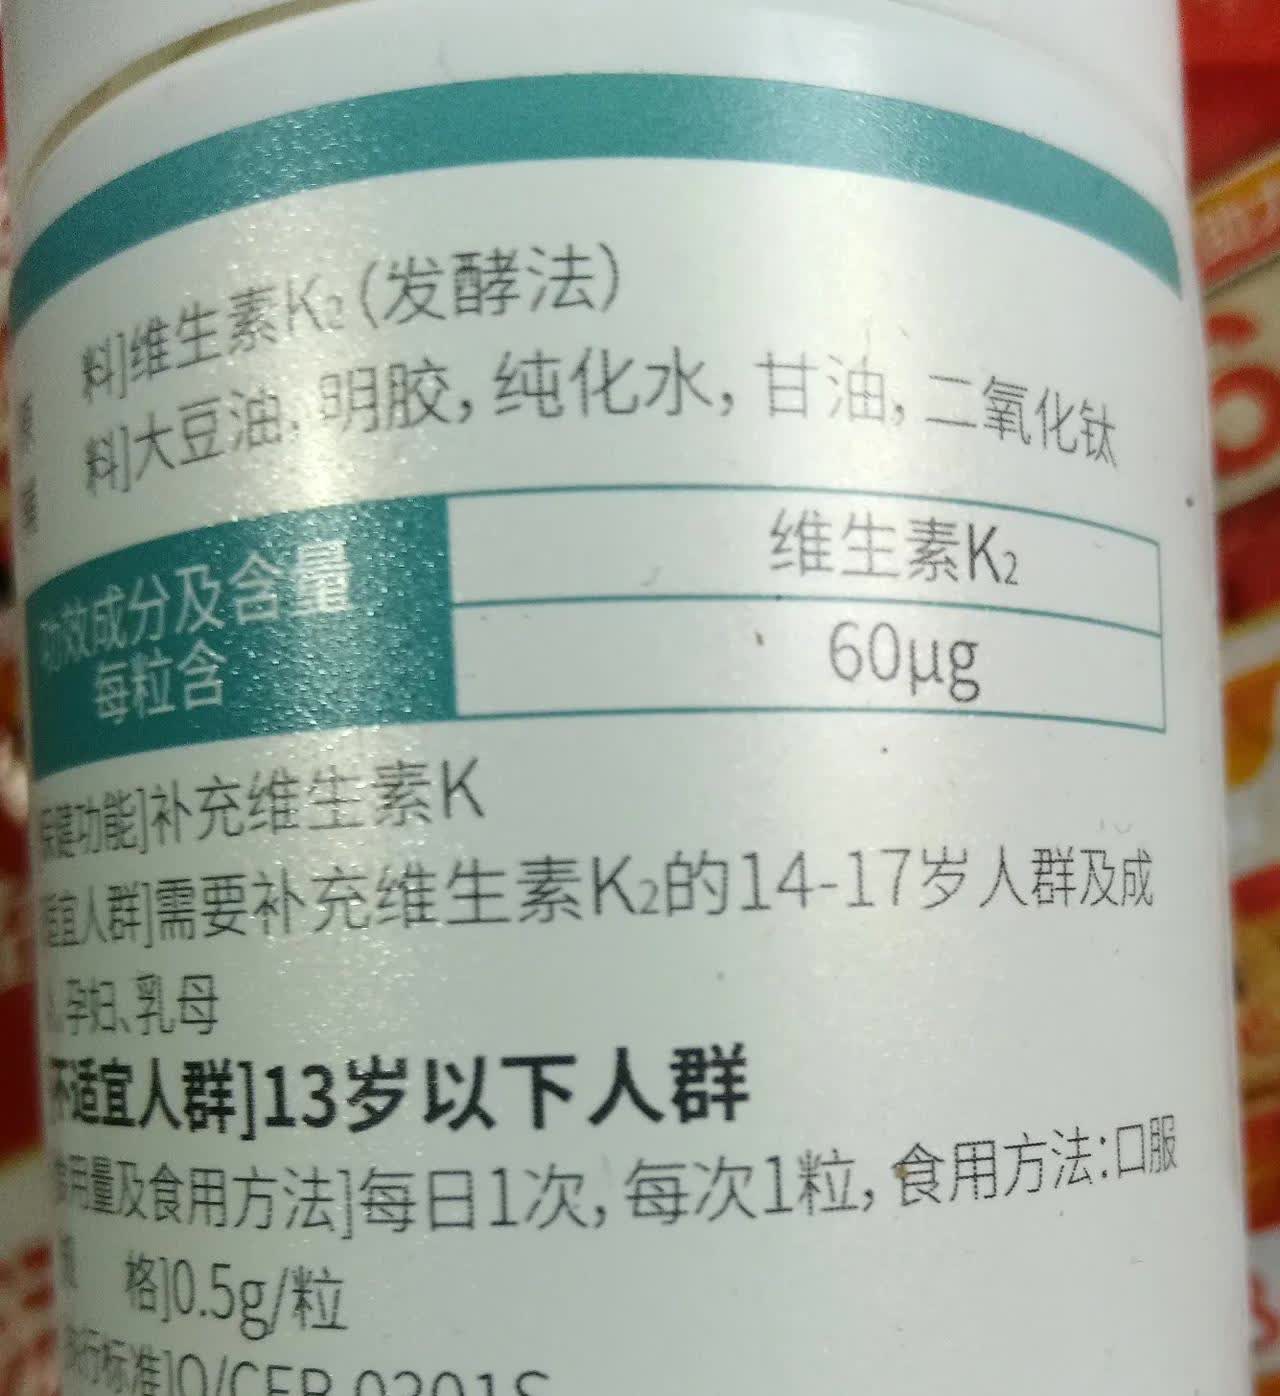 料]维生素K₂(发酵法)
料]大豆油,明胶,纯化水,甘油,二氧化钛
功效成分及含量
每粒含
维生素K₂
60μg
保健功能]补充维生素K
适宜人群]需要补充维生素K₂的14-17岁人群及成
人,孕妇、乳母
不适宜人群]13岁以下人群
食用量及食用方法]每日1次,每次1粒,食用方法:口服
格]0.5g/粒
执行标准]Q/CFB 0301S